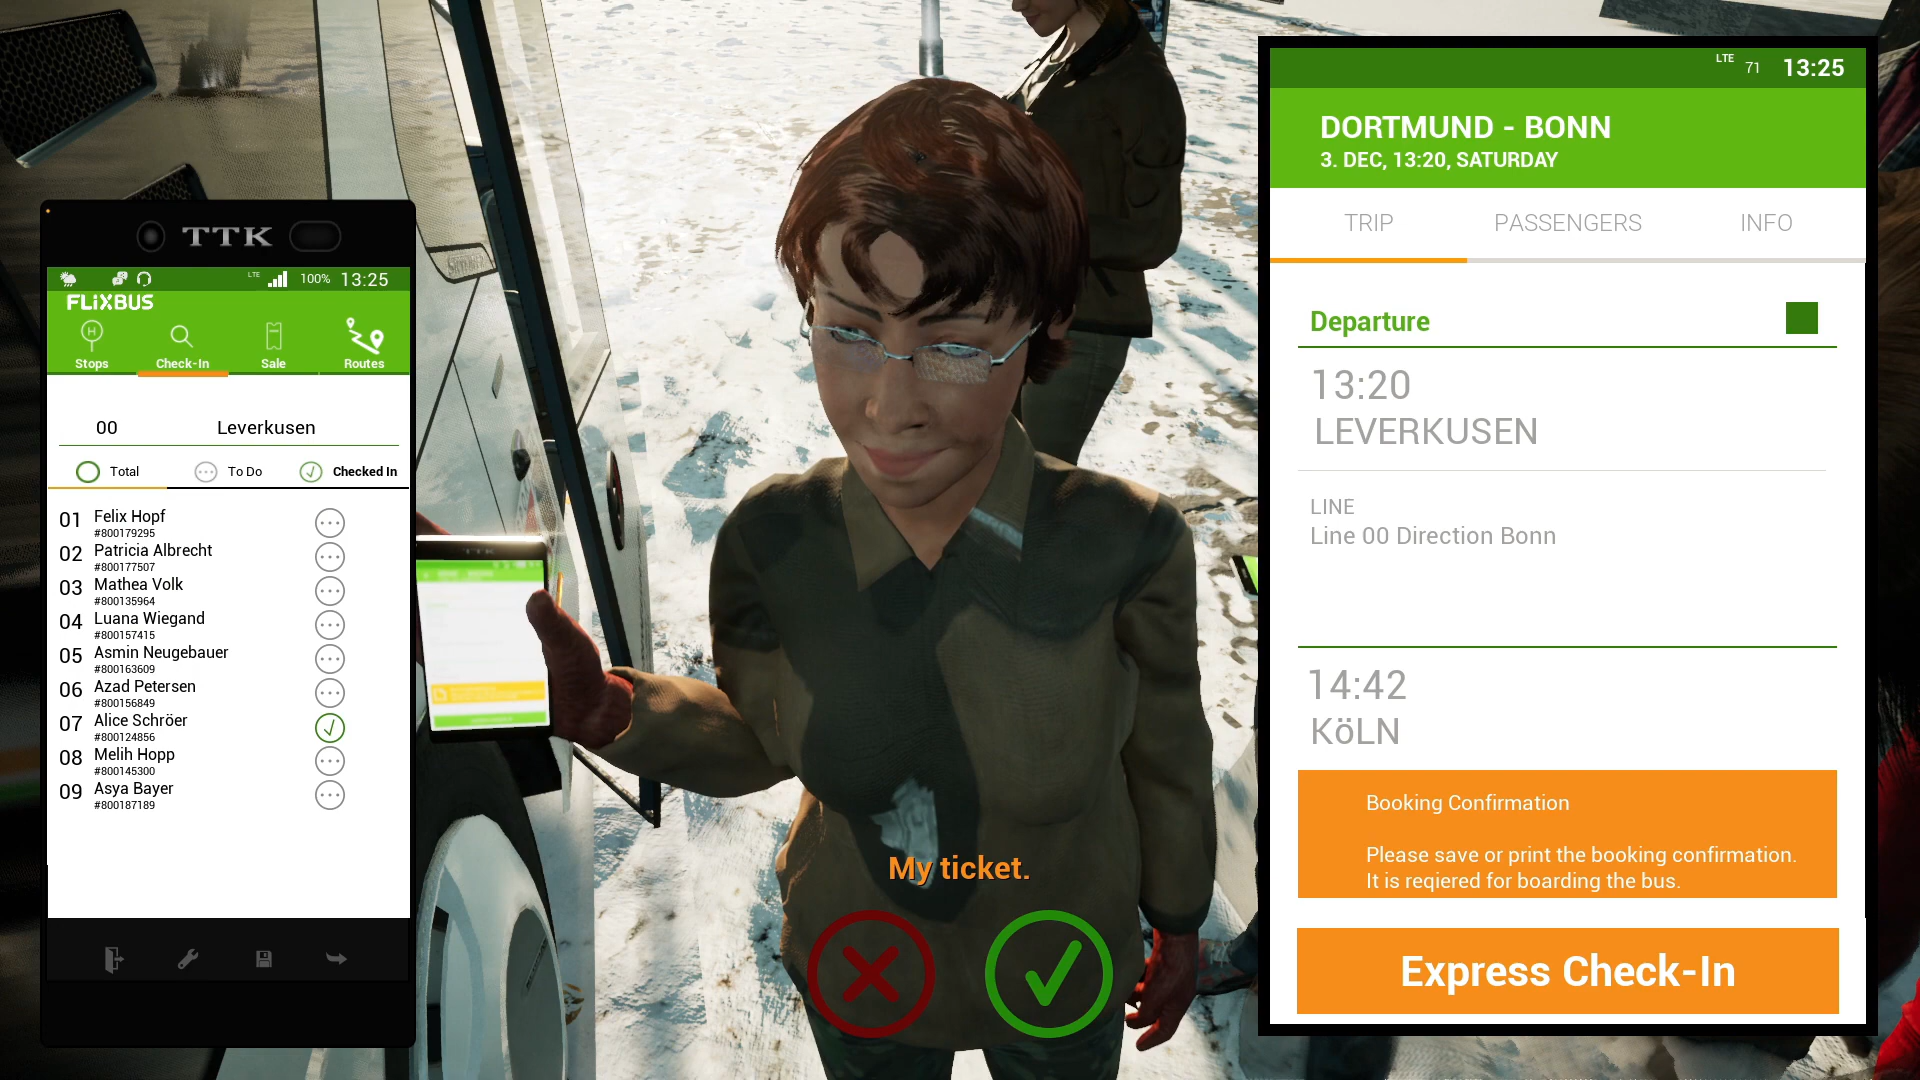 TTK
LTE 100% 13:25
FLiXBUS
H
Stops Check-In Sale Routes
00 Leverkusen
Total To Do Checked In
01 Felix Hopf
#800179295
02 Patricia Albrecht
#800177507
03 Mathea Volk
#800135964
04 Luana Wiegand
#800157415
05 Asmin Neugebauer
#800163609
06 Azad Petersen
#800156849
07 Alice Schröer
#800124856
08 Melih Hopp
#800145300
09 Asya Bayer
#800187189
TTK
My ticket.
LTE 71 13:25
DORTMUND - BONN
3. DEC, 13:20, SATURDAY
TRIP PASSENGERS INFO
Departure
13:20
LEVERKUSEN
LINE
Line 00 Direction Bonn
14:42
KöLN
Booking Confirmation
Please save or print the booking confirmation.
It is reqiered for boarding the bus.
Express Check-In